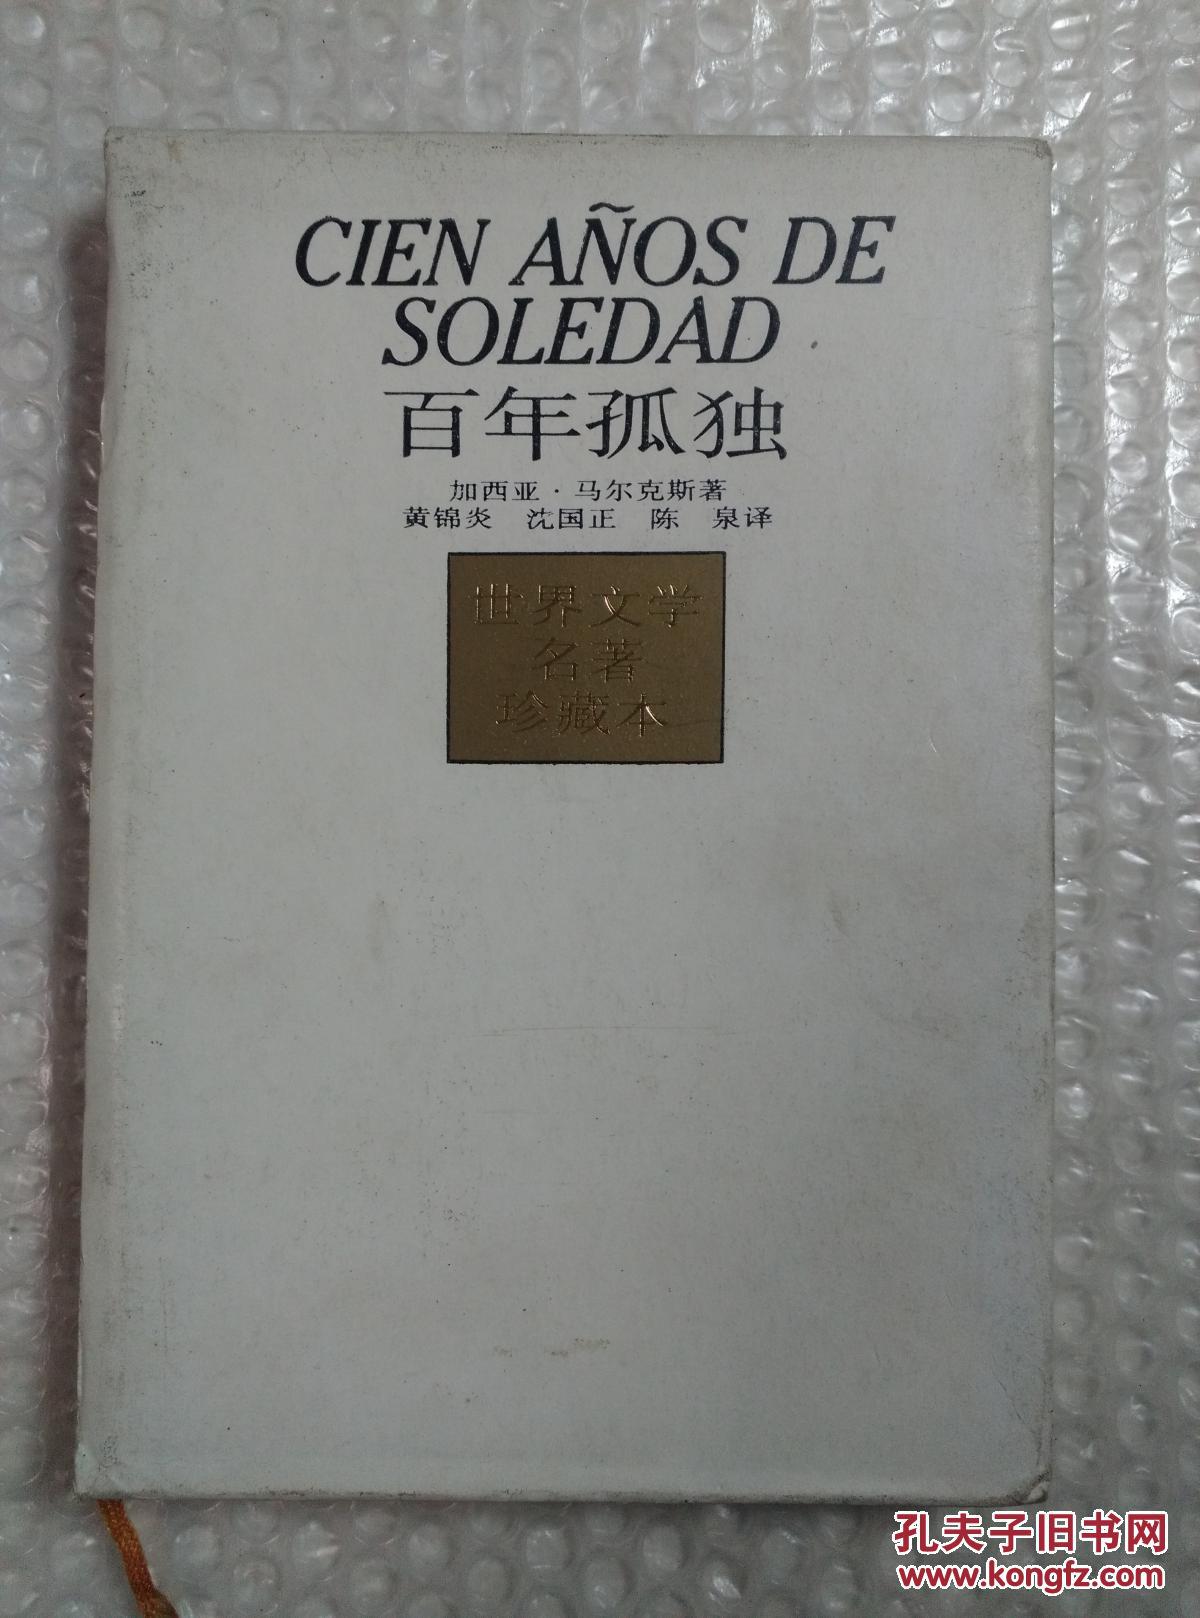 CIEN AÑOS DE
SOLEDAD
百年孤独
加西亚·马尔克斯著
黄锦炎 沈国正 陈 泉译
世界文学
名著
珍藏本
孔夫子旧书网
www.kongfz.com